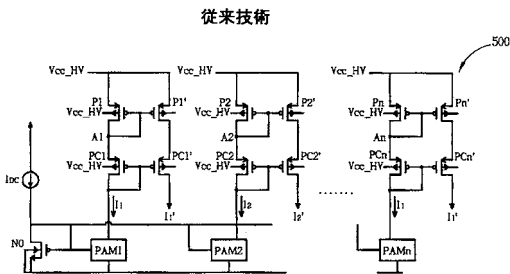 従来技術
500
VCC_HV VCC_HV VCC_HV
P1 P1' P2 P2' Pn Pn'
VCC_HV VCC_HV VCC_HV
A1 A2 An
PC1 PC1' PC2 PC2' PCn PCn'
VCC_HV VCC_HV VCC_HV
IDC
I1 I1' I2 I2' I1 I1'
......
N0 PAM1 PAM2 PAMn